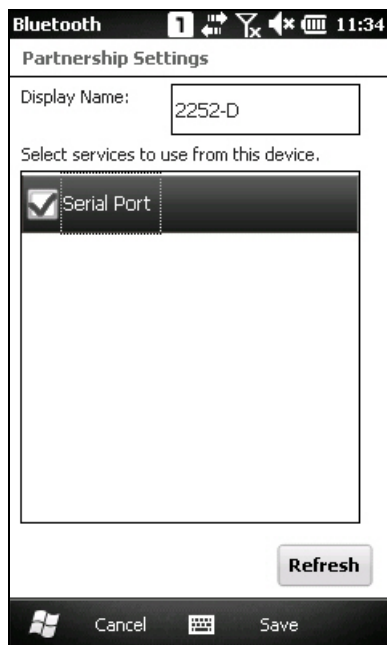 Bluetooth 1 11:34
Partnership Settings
Display Name: 2252-D
Select services to use from this device.
Serial Port
Refresh
Cancel Save